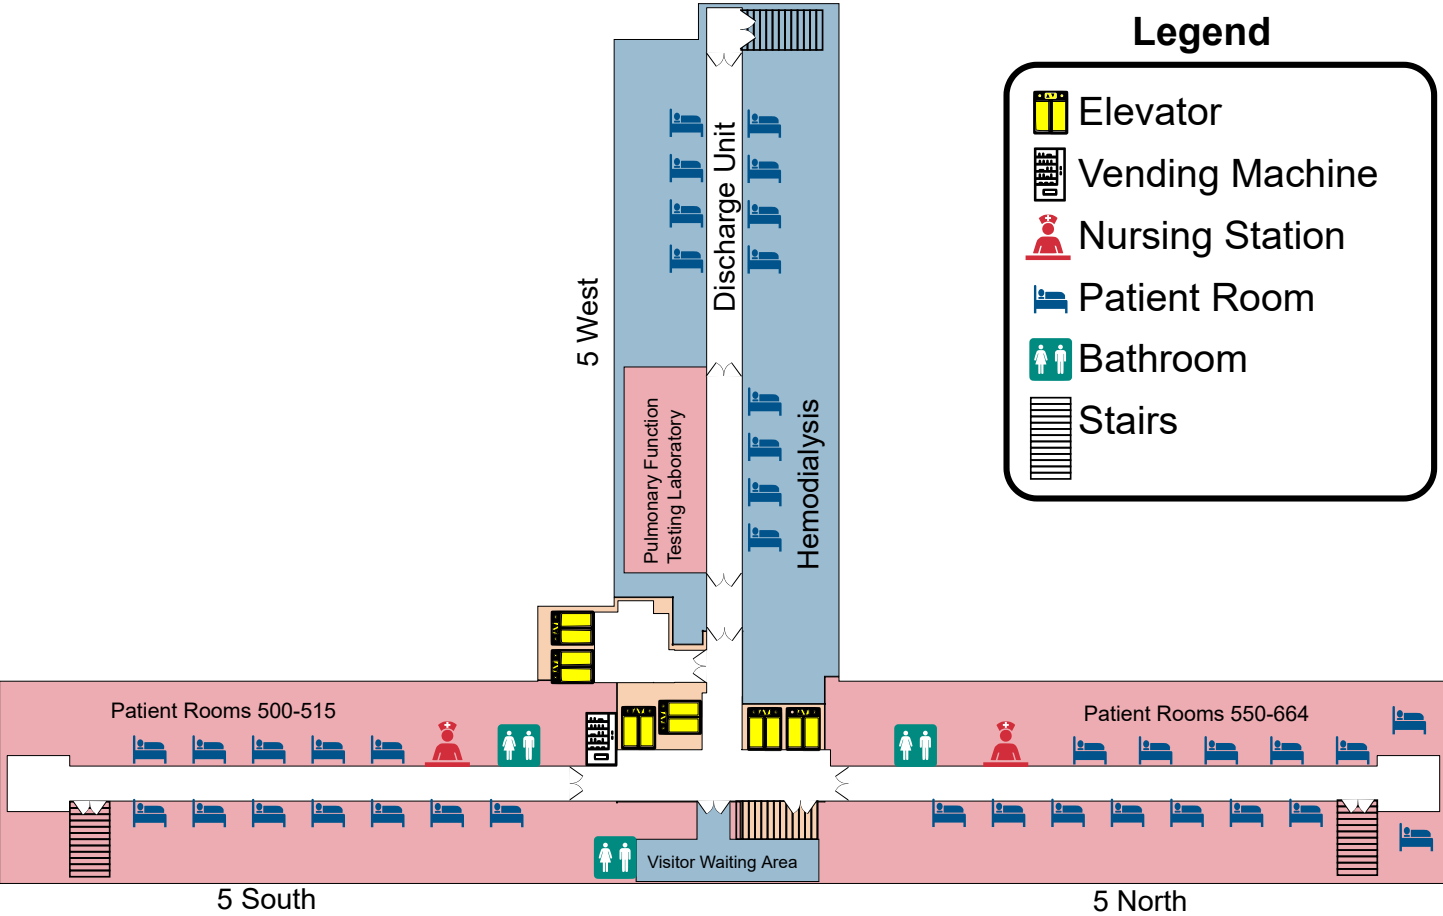 Legend
Elevator
Vending Machine
Nursing Station
Patient Room
Bathroom
Stairs
Discharge Unit
5 West
Pulmonary Function
Testing Laboratory
Hemodialysis
Patient Rooms 500-515
Patient Rooms 550-664
Visitor Waiting Area
5 South
5 North